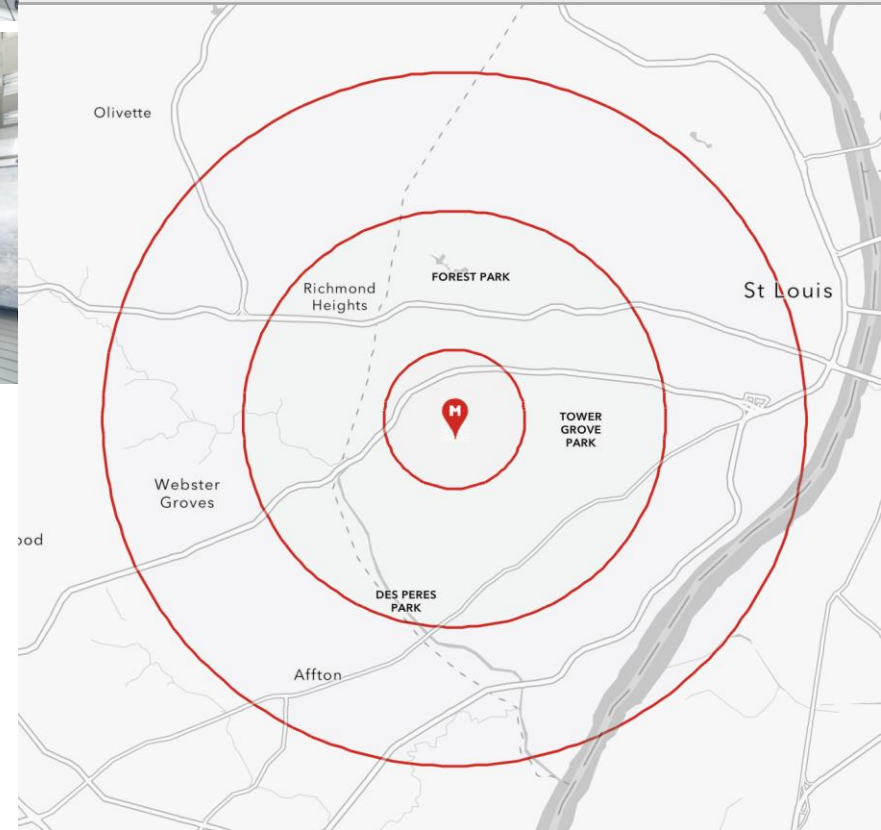 Olivette
FOREST PARK
Richmond
Heights
St Louis
M
TOWER
GROVE
PARK
Webster
Groves
ood
DES PERES
PARK
Affton